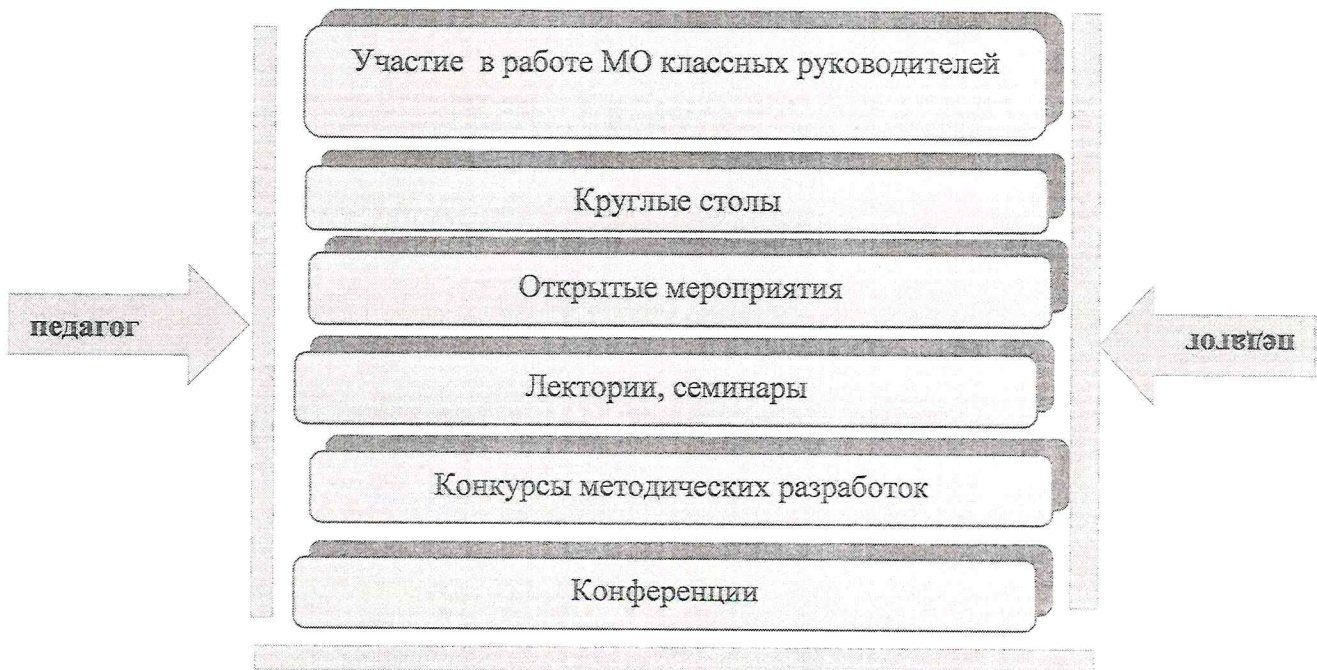 Участие в работе МО классных руководителей
Круглые столы
Открытые мероприятия
педагог
педагог
Лектории, семинары
Конкурсы методических разработок
Конференции